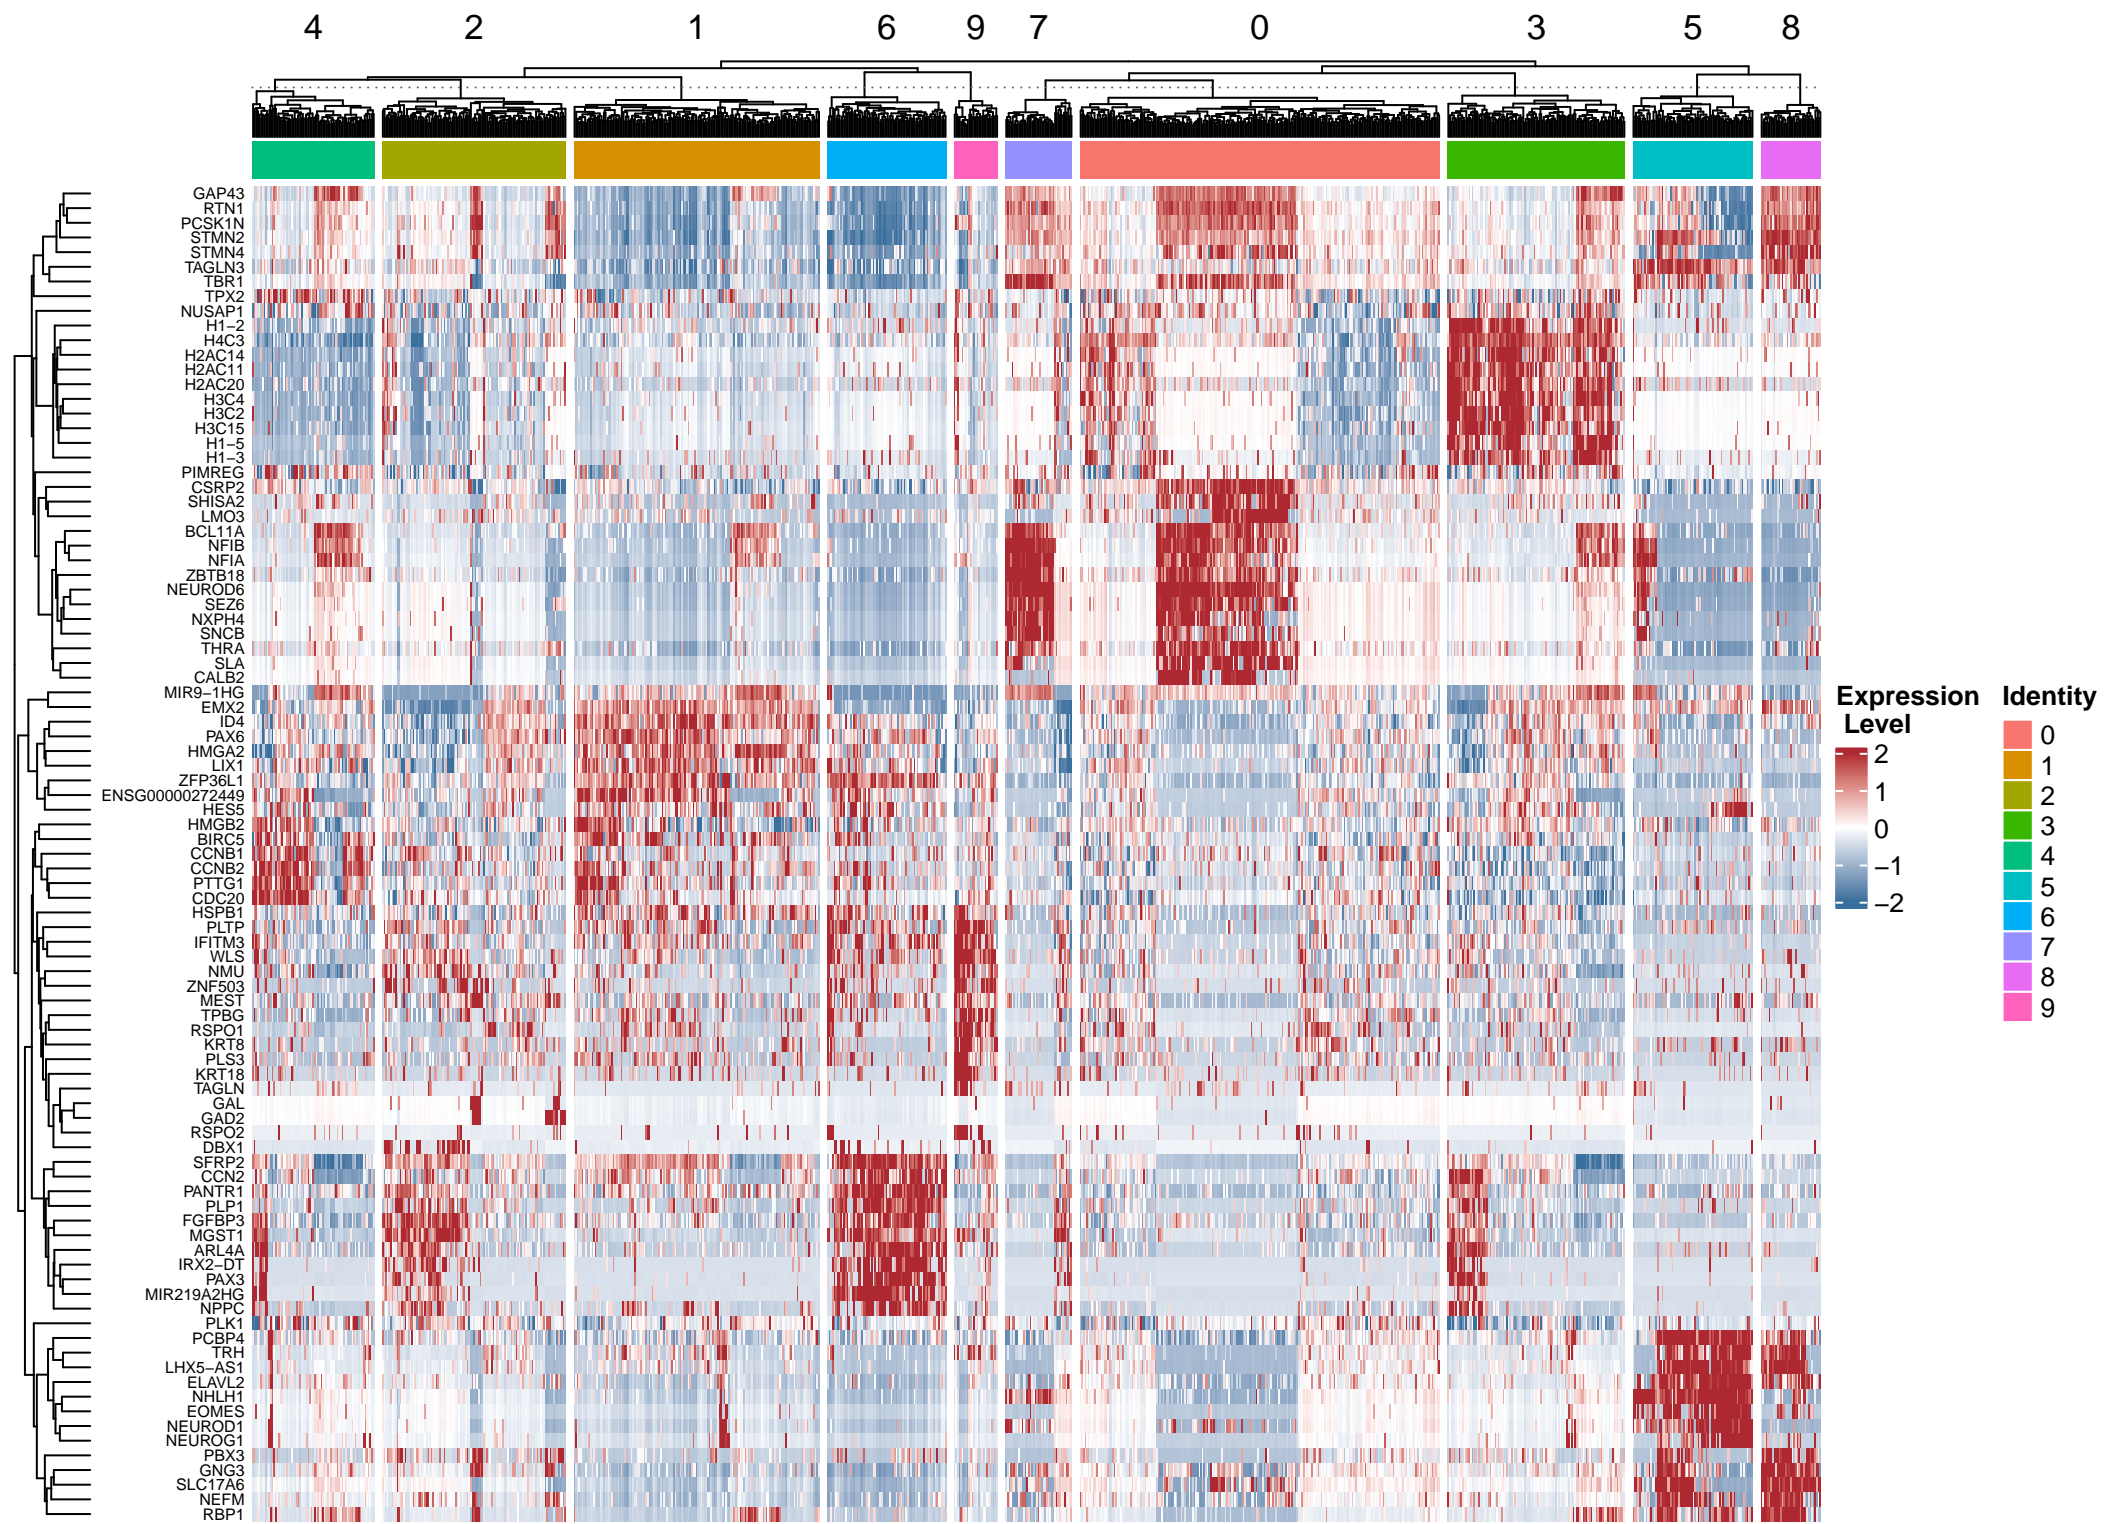 4 2 1 6 9 7 0 3 5 8
GAP43
RTN1
PCSK1N
STMN2
STMN4
TAGLN3
TBR1
TPX2
NUSAP1
H1−2
H4C3
H2AC14
H2AC11
H2AC20
H3C4
H3C2
H3C15
H1−5
H1−3
PIMREG
CSRP2
SHISA2
LMO3
BCL11A
NFIB
NFIA
ZBTB18
NEUROD6
SEZ6
NXPH4
SNCB
THRA
SLA
CALB2
MIR9−1HG
EMX2
ID4
PAX6
HMGA2
LIX1
ZFP36L1
ENSG00000272449
HES5
HMGB2
BIRC5
CCNB1
CCNB2
PTTG1
CDC20
HSPB1
PLTP
IFITM3
WLS
NMU
ZNF503
MEST
TPBG
RSPO1
KRT8
PLS3
KRT18
TAGLN
GAL
GAD2
RSPO2
DBX1
SFRP2
CCN2
PANTR1
PLP1
FGFBP3
MGST1
ARL4A
IRX2−DT
PAX3
MIR219A2HG
NPPC
PLK1
PCBP4
TRH
LHX5−AS1
ELAVL2
NHLH1
EOMES
NEUROD1
NEUROG1
PBX3
GNG3
SLC17A6
NEFM
RBP1
Expression
Level
2
1
0
−1
−2
Identity
0
1
2
3
4
5
6
7
8
9